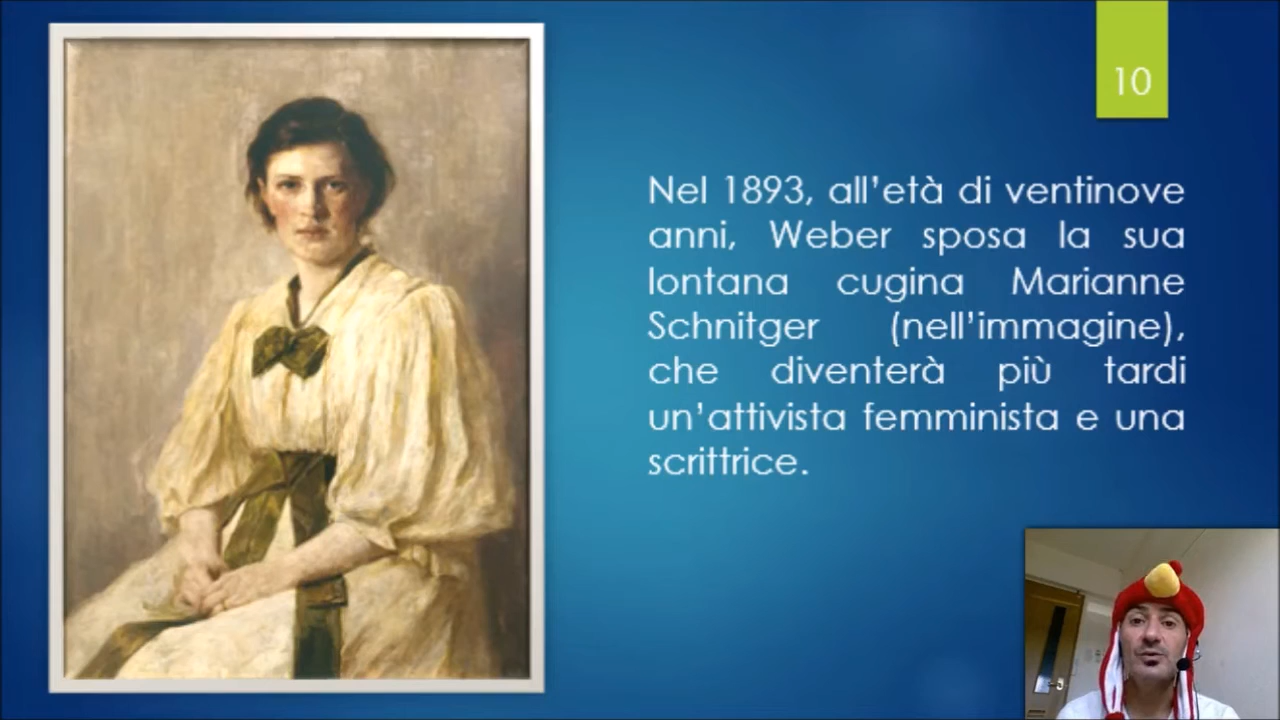 10
Nel 1893, all’età di ventinove
anni, Weber sposa la sua
lontana cugina Marianne
Schnitger (nell’immagine),
che diventerà più tardi
un’attivista femminista e una
scrittrice.